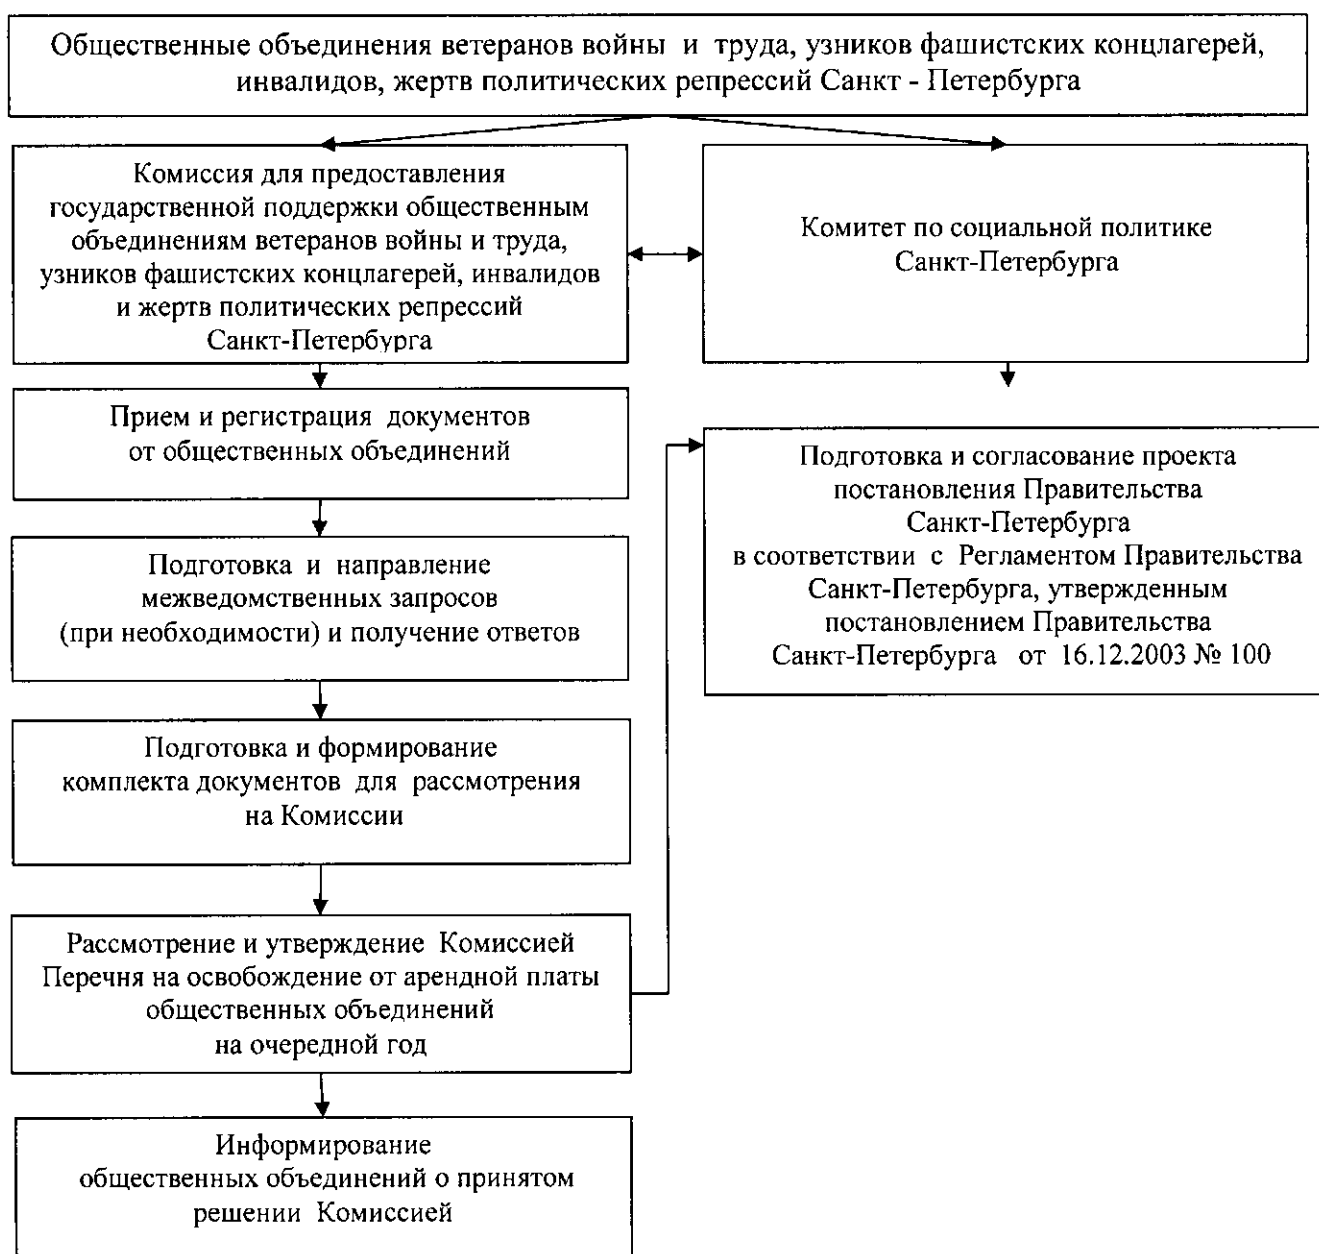 Общественные объединения ветеранов войны и труда, узников фашистских концлагерей,
инвалидов, жертв политических репрессий Санкт - Петербурга
Комиссия для предоставления
государственной поддержки общественным
объединениям ветеранов войны и труда,
узников фашистских концлагерей, инвалидов
и жертв политических репрессий
Санкт-Петербурга
Комитет по социальной политике
Санкт-Петербурга
Прием и регистрация документов
от общественных объединений
Подготовка и согласование проекта
постановления Правительства
Санкт-Петербурга
в соответствии с Регламентом Правительства
Санкт-Петербурга, утвержденным
постановлением Правительства
Санкт-Петербурга от 16.12.2003 № 100
Подготовка и направление
межведомственных запросов
(при необходимости) и получение ответов
Подготовка и формирование
комплекта документов для рассмотрения
на Комиссии
Рассмотрение и утверждение Комиссией
Перечня на освобождение от арендной платы
общественных объединений
на очередной год
Информирование
общественных объединений о принятом
решении Комиссией